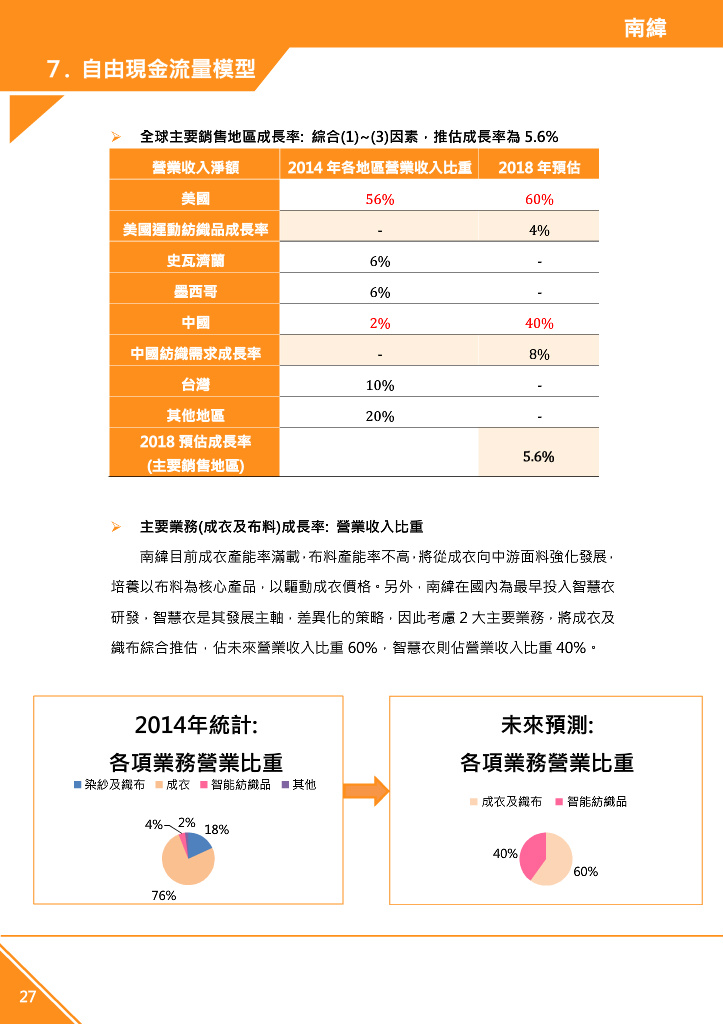 南緯
7. 自由現金流量模型
➢ 全球主要銷售地區成長率: 綜合(1)~(3)因素，推估成長率為 5.6%
營業收入淨額 2014 年各地區營業收入比重 2018 年預估
美國 56% 60%
美國運動紡織品成長率 - 4%
史瓦濟蘭 6% -
墨西哥 6% -
中國 2% 40%
中國紡織需求成長率 - 8%
台灣 10% -
其他地區 20% -
2018 預估成長率
(主要銷售地區) 5.6%
➢ 主要業務(成衣及布料)成長率: 營業收入比重
南緯目前成衣產能率滿載，布料產能率不高，將從成衣向中游面料強化發展，
培養以布料為核心產品，以驅動成衣價格。另外，南緯在國內為最早投入智慧衣
研發，智慧衣是其發展主軸，差異化的策略，因此考慮 2 大主要業務，將成衣及
織布綜合推估，佔未來營業收入比重 60%，智慧衣則佔營業收入比重 40%。
2014年統計:
各項業務營業比重
染紗及織布 成衣 智能紡織品 其他
4% 2% 18%
76%
未來預測:
各項業務營業比重
成衣及織布 智能紡織品
40%
60%
27